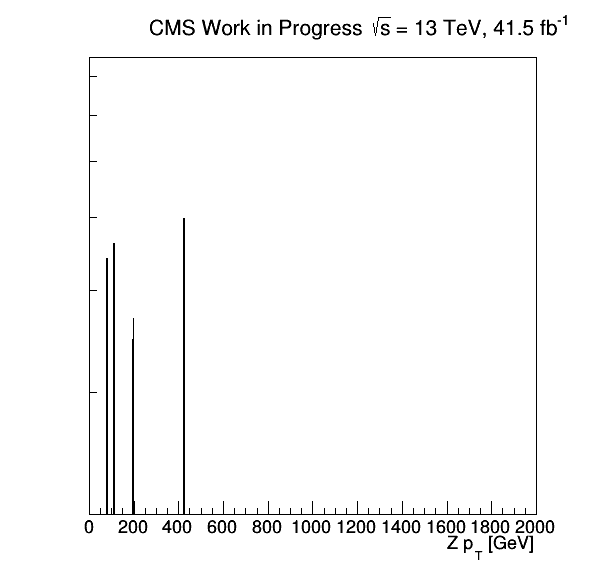 CMS Work in Progress √s = 13 TeV, 41.5 fb⁻¹
0 200 400 600 800 1000 1200 1400 1600 1800 2000
Z p_T [GeV]